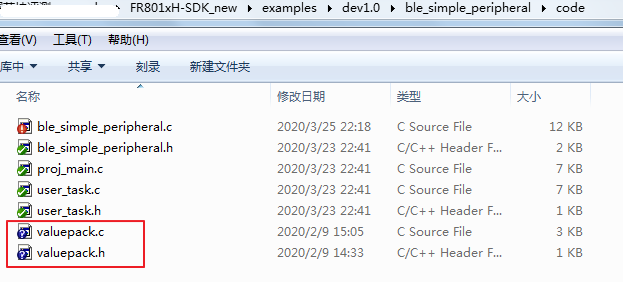 FR801xH-SDK_new ▸ examples ▸ dev1.0 ▸ ble_simple_peripheral ▸ code
查看(V) 工具(T) 帮助(H)
库中 共享 刻录 新建文件夹
名称 修改日期 类型 大小
ble_simple_peripheral.c 2020/3/25 22:18 C Source File 12 KB
ble_simple_peripheral.h 2020/3/23 22:41 C/C++ Header F... 2 KB
proj_main.c 2020/3/23 22:41 C Source File 7 KB
user_task.c 2020/3/23 22:41 C Source File 7 KB
user_task.h 2020/3/23 22:41 C/C++ Header F... 1 KB
valuepack.c 2020/2/9 15:05 C Source File 3 KB
valuepack.h 2020/2/9 14:33 C/C++ Header F... 1 KB